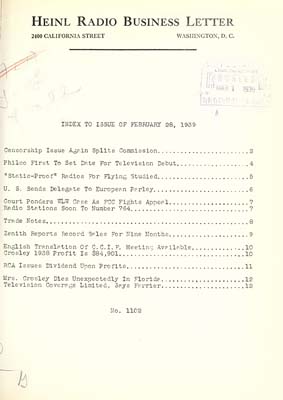 HEINL RADIO BUSINESS LETTER
2400 CALIFORNIA STREET WASHINGTON, D. C.
MAR 1 1939
INDEX TO ISSUE OF FEBRUARY 28, 1939
Censorship Issue Again Splits Commission....................2
Philco First To Set Date For Television Debut....................4
"Static-Proof" Radios For Flying Studied....................5
U. S. Sends Delegate To European Parley....................6
Court Ponders WLW Case As FCC Fights Appeal....................7
Radio Stations Soon To Number 764....................7
Trade Notes....................8
Zenith Reports Record Sales For Nine Months....................9
English Translation Of C.C.I.F. Meeting Available....................10
Crosley 1938 Profit Is $84,901....................10
RCA Issues Dividend Upon Profits....................11
Mrs. Crosley Dies Unexpectedly In Florida....................12
Television Coverage Limited, Says Ferrier....................12
No. 1102